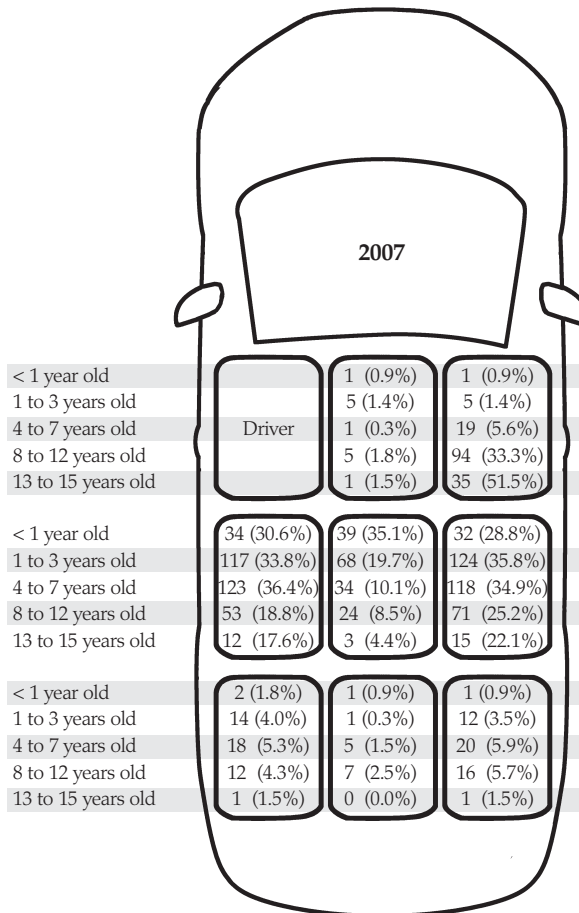 2007
< 1 year old 1 (0.9%) 1 (0.9%)
1 to 3 years old 5 (1.4%) 5 (1.4%)
4 to 7 years old Driver 1 (0.3%) 19 (5.6%)
8 to 12 years old 5 (1.8%) 94 (33.3%)
13 to 15 years old 1 (1.5%) 35 (51.5%)
< 1 year old 34 (30.6%) 39 (35.1%) 32 (28.8%)
1 to 3 years old 117 (33.8%) 68 (19.7%) 124 (35.8%)
4 to 7 years old 123 (36.4%) 34 (10.1%) 118 (34.9%)
8 to 12 years old 53 (18.8%) 24 (8.5%) 71 (25.2%)
13 to 15 years old 12 (17.6%) 3 (4.4%) 15 (22.1%)
< 1 year old 2 (1.8%) 1 (0.9%) 1 (0.9%)
1 to 3 years old 14 (4.0%) 1 (0.3%) 12 (3.5%)
4 to 7 years old 18 (5.3%) 5 (1.5%) 20 (5.9%)
8 to 12 years old 12 (4.3%) 7 (2.5%) 16 (5.7%)
13 to 15 years old 1 (1.5%) 0 (0.0%) 1 (1.5%)